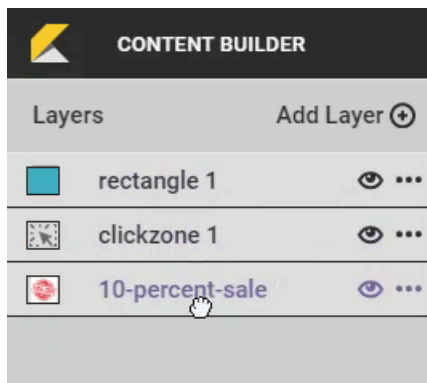 CONTENT BUILDER
Layers Add Layer
rectangle 1
clickzone 1
10-percent-sale